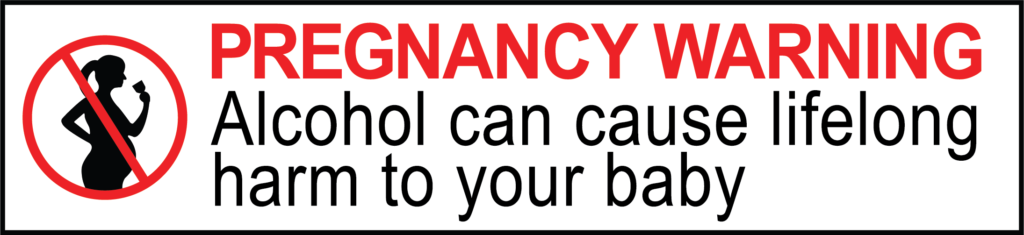 PREGNANCY WARNING
Alcohol can cause lifelong
harm to your baby